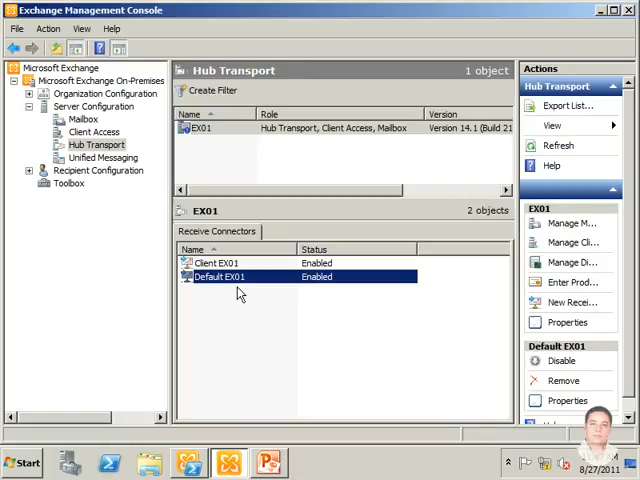 Exchange Management Console
File Action View Help
Microsoft Exchange
Microsoft Exchange On-Premises
Organization Configuration
Server Configuration
Mailbox
Client Access
Hub Transport
Unified Messaging
Recipient Configuration
Toolbox
Hub Transport 1 object
Create Filter
Name Role Version
EX01 Hub Transport, Client Access, Mailbox Version 14.1 (Build 21
EX01 2 objects
Receive Connectors
Name Status
Client EX01 Enabled
Default EX01 Enabled
Actions
Hub Transport
Export List...
View
Refresh
Help
EX01
Manage M...
Manage Cli...
Manage Di...
Enter Prod...
New Recei...
Properties
Default EX01
Disable
Remove
Properties
Start
8/27/2011